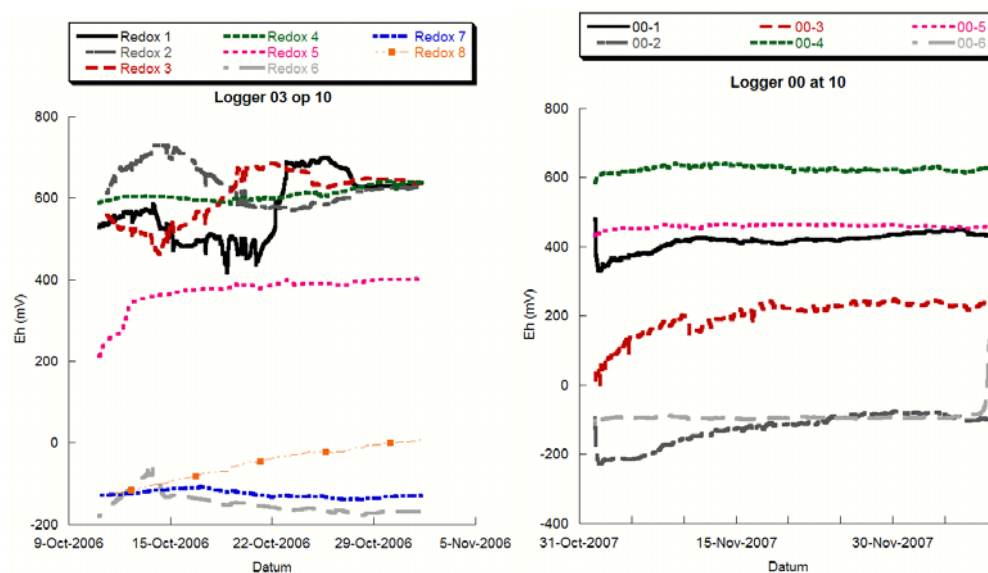 Redox 1 Redox 4 Redox 7
Redox 2 Redox 5 Redox 8
Redox 3 Redox 6
Logger 03 op 10
800
600
400
200
0
-200
Eh (mV)
9-Oct-2006 15-Oct-2006 22-Oct-2006 29-Oct-2006 5-Nov-2006
Datum
00-1 00-3 00-5
00-2 00-4 00-6
Logger 00 at 10
800
600
400
200
0
-200
-400
Eh (mV)
31-Oct-2007 15-Nov-2007 30-Nov-2007
Datum